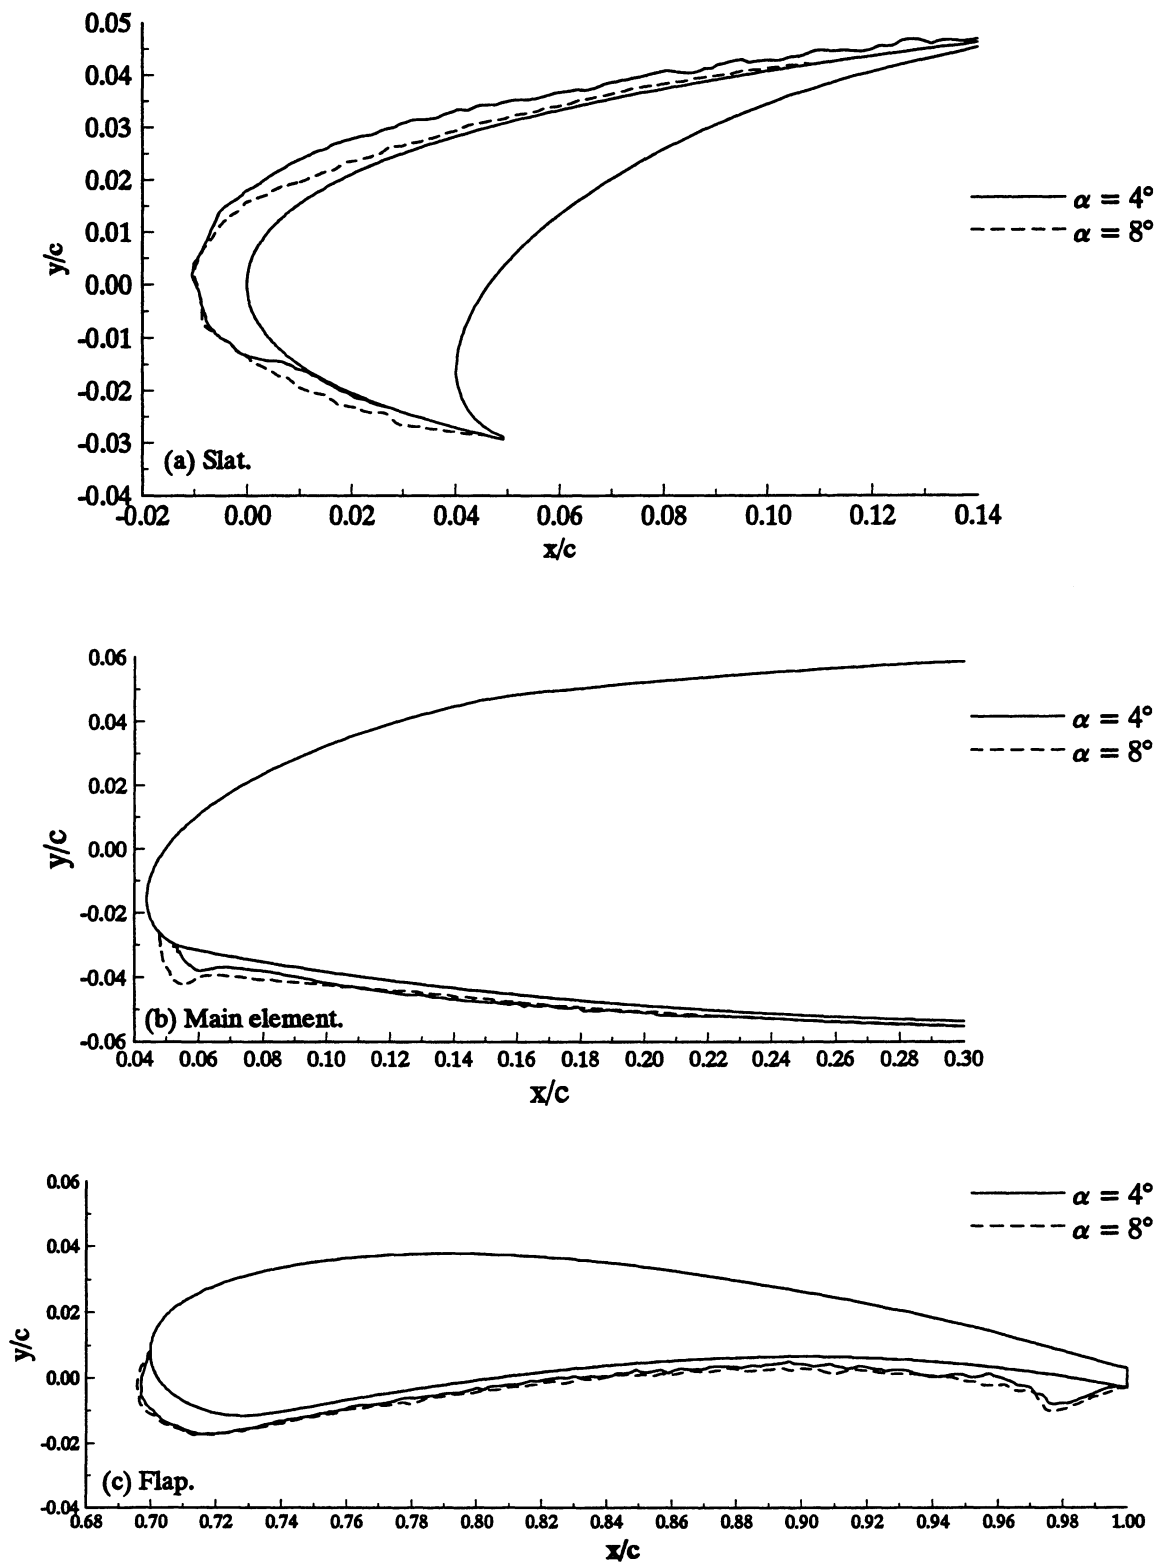 0.05
0.04
0.03
0.02
0.01
0.00
-0.01
-0.02
-0.03
-0.04
y/c
α = 4°
α = 8°
(a) Slat.
-0.02 0.00 0.02 0.04 0.06 0.08 0.10 0.12 0.14
x/c
0.06
0.04
0.02
0.00
-0.02
-0.04
-0.06
y/c
α = 4°
α = 8°
(b) Main element.
0.04 0.06 0.08 0.10 0.12 0.14 0.16 0.18 0.20 0.22 0.24 0.26 0.28 0.30
x/c
0.06
0.04
0.02
0.00
-0.02
-0.04
y/c
α = 4°
α = 8°
(c) Flap.
0.68 0.70 0.72 0.74 0.76 0.78 0.80 0.82 0.84 0.86 0.88 0.90 0.92 0.94 0.96 0.98 1.00
x/c